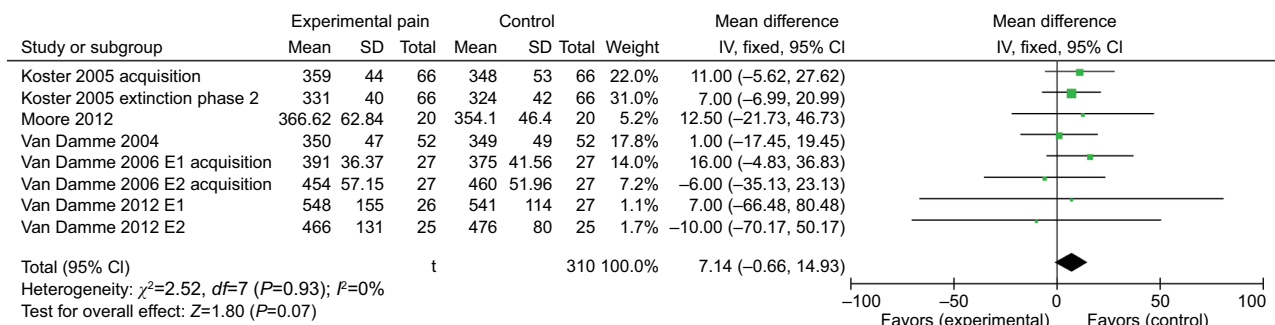 Experimental pain Control Mean difference Mean difference
Study or subgroup Mean SD Total Mean SD Total Weight IV, fixed, 95% CI IV, fixed, 95% CI
Koster 2005 acquisition 359 44 66 348 53 66 22.0% 11.00 (–5.62, 27.62)
Koster 2005 extinction phase 2 331 40 66 324 42 66 31.0% 7.00 (–6.99, 20.99)
Moore 2012 366.62 62.84 20 354.1 46.4 20 5.2% 12.50 (–21.73, 46.73)
Van Damme 2004 350 47 52 349 49 52 17.8% 1.00 (–17.45, 19.45)
Van Damme 2006 E1 acquisition 391 36.37 27 375 41.56 27 14.0% 16.00 (–4.83, 36.83)
Van Damme 2006 E2 acquisition 454 57.15 27 460 51.96 27 7.2% –6.00 (–35.13, 23.13)
Van Damme 2012 E1 548 155 26 541 114 27 1.1% 7.00 (–66.48, 80.48)
Van Damme 2012 E2 466 131 25 476 80 25 1.7% –10.00 (–70.17, 50.17)
Total (95% CI) t 310 100.0% 7.14 (–0.66, 14.93)
Heterogeneity: χ²=2.52, df=7 (P=0.93); I²=0%
Test for overall effect: Z=1.80 (P=0.07)
–100 –50 0 50 100
Favors (experimental) Favors (control)